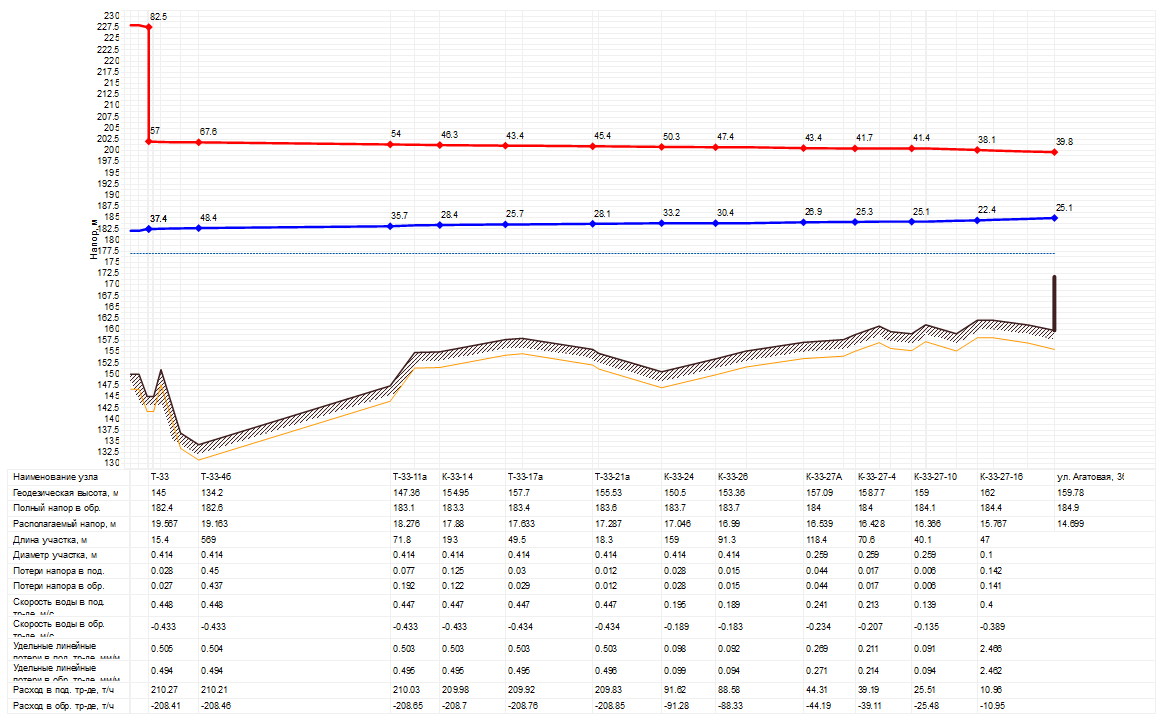 230
82.5
227.5
225
222.5
220
217.5
215
212.5
210
207.5
205
57 67.6 54 46.3 43.4 45.4 50.3 47.4 43.4 41.7 41.4 38.1 39.8
202.5
200
197.5
195
192.5
190
187.5
185
37.4 48.4 35.7 28.4 25.7 28.1 33.2 30.4 26.9 25.3 25.1 22.4 25.1
182.5
180
177.5
175
172.5
170
167.5
165
162.5
160
157.5
155
152.5
150
147.5
145
142.5
140
137.5
135
132.5
130
Напор, м
Наименование узла Т-33 Т-33-46 Т-33-11а К-33-14 Т-33-17а Т-33-21а К-33-24 К-33-26 К-33-27А К-33-27-4 К-33-27-10 К-33-27-16 ул. Агатовая, 3
Геодезическая высота, м 145 134.2 147.36 154.95 157.7 155.53 150.5 153.36 157.09 158.77 159 162 159.78
Полный напор в обр. 182.4 182.6 183.1 183.3 183.4 183.6 183.7 183.7 184 184 184.1 184.4 184.9
Располагаемый напор, м 19.567 19.163 18.276 17.88 17.633 17.287 17.046 16.99 16.539 16.428 16.366 15.767 14.699
Длина участка, м 15.4 569 71.8 193 49.5 18.3 159 91.3 118.4 70.6 40.1 47
Диаметр участка, м 0.414 0.414 0.414 0.414 0.414 0.414 0.414 0.414 0.259 0.259 0.259 0.1
Потери напора в под. 0.028 0.45 0.077 0.125 0.03 0.012 0.028 0.015 0.044 0.017 0.006 0.142
Потери напора в обр. 0.027 0.437 0.192 0.122 0.029 0.012 0.028 0.015 0.044 0.017 0.006 0.141
Скорость воды в под. тр-де, м/с 0.448 0.448 0.447 0.447 0.447 0.447 0.195 0.189 0.241 0.213 0.139 0.4
Скорость воды в обр. тр-де, м/с -0.433 -0.433 -0.433 -0.433 -0.434 -0.434 -0.189 -0.183 -0.234 -0.207 -0.135 -0.389
Удельные линейные потери в под. тр-де, мм/м 0.505 0.504 0.503 0.503 0.503 0.503 0.098 0.092 0.269 0.211 0.091 2.466
Удельные линейные потери в обр. тр-де, мм/м 0.494 0.494 0.495 0.495 0.495 0.496 0.099 0.094 0.271 0.214 0.094 2.462
Расход в под. тр-де, т/ч 210.27 210.21 210.03 209.98 209.92 209.83 91.62 88.58 44.31 39.19 25.51 10.96
Расход в обр. тр-де, т/ч -208.41 -208.46 -208.65 -208.7 -208.76 -208.85 -91.28 -88.33 -44.19 -39.11 -25.48 -10.95